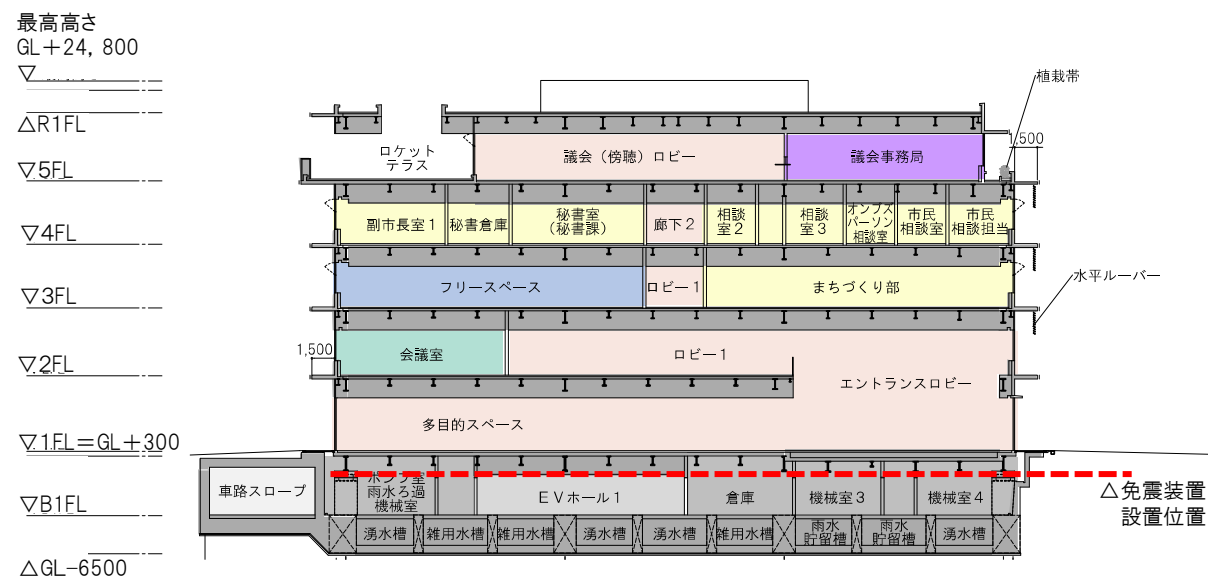 最高高さ
GL＋24, 800
▽
△R1FL
▽5FL
▽4FL
▽3FL
▽2FL
▽1FL＝GL＋300
▽B1FL
△GL−6500
植栽帯
,500
ロケット
テラス
議会（傍聴）ロビー
議会事務局
副市長室１
秘書倉庫
秘書室
（秘書課）
廊下２
相談
室２
相談
室３
オンブズ
パーソン
相談室
市民
相談室
市民
相談担当
フリースペース
ロビー１
まちづくり部
水平ルーバー
1,500
会議室
ロビー１
エントランスロビー
多目的スペース
車路スロープ
ポンプ室
雨水ろ過
機械室
ＥＶホール１
倉庫
機械室３
機械室４
△免震装置
設置位置
湧水槽
雑用水槽
雑用水槽
湧水槽
湧水槽
雑用水槽
雨水
貯留槽
雨水
貯留槽
湧水槽